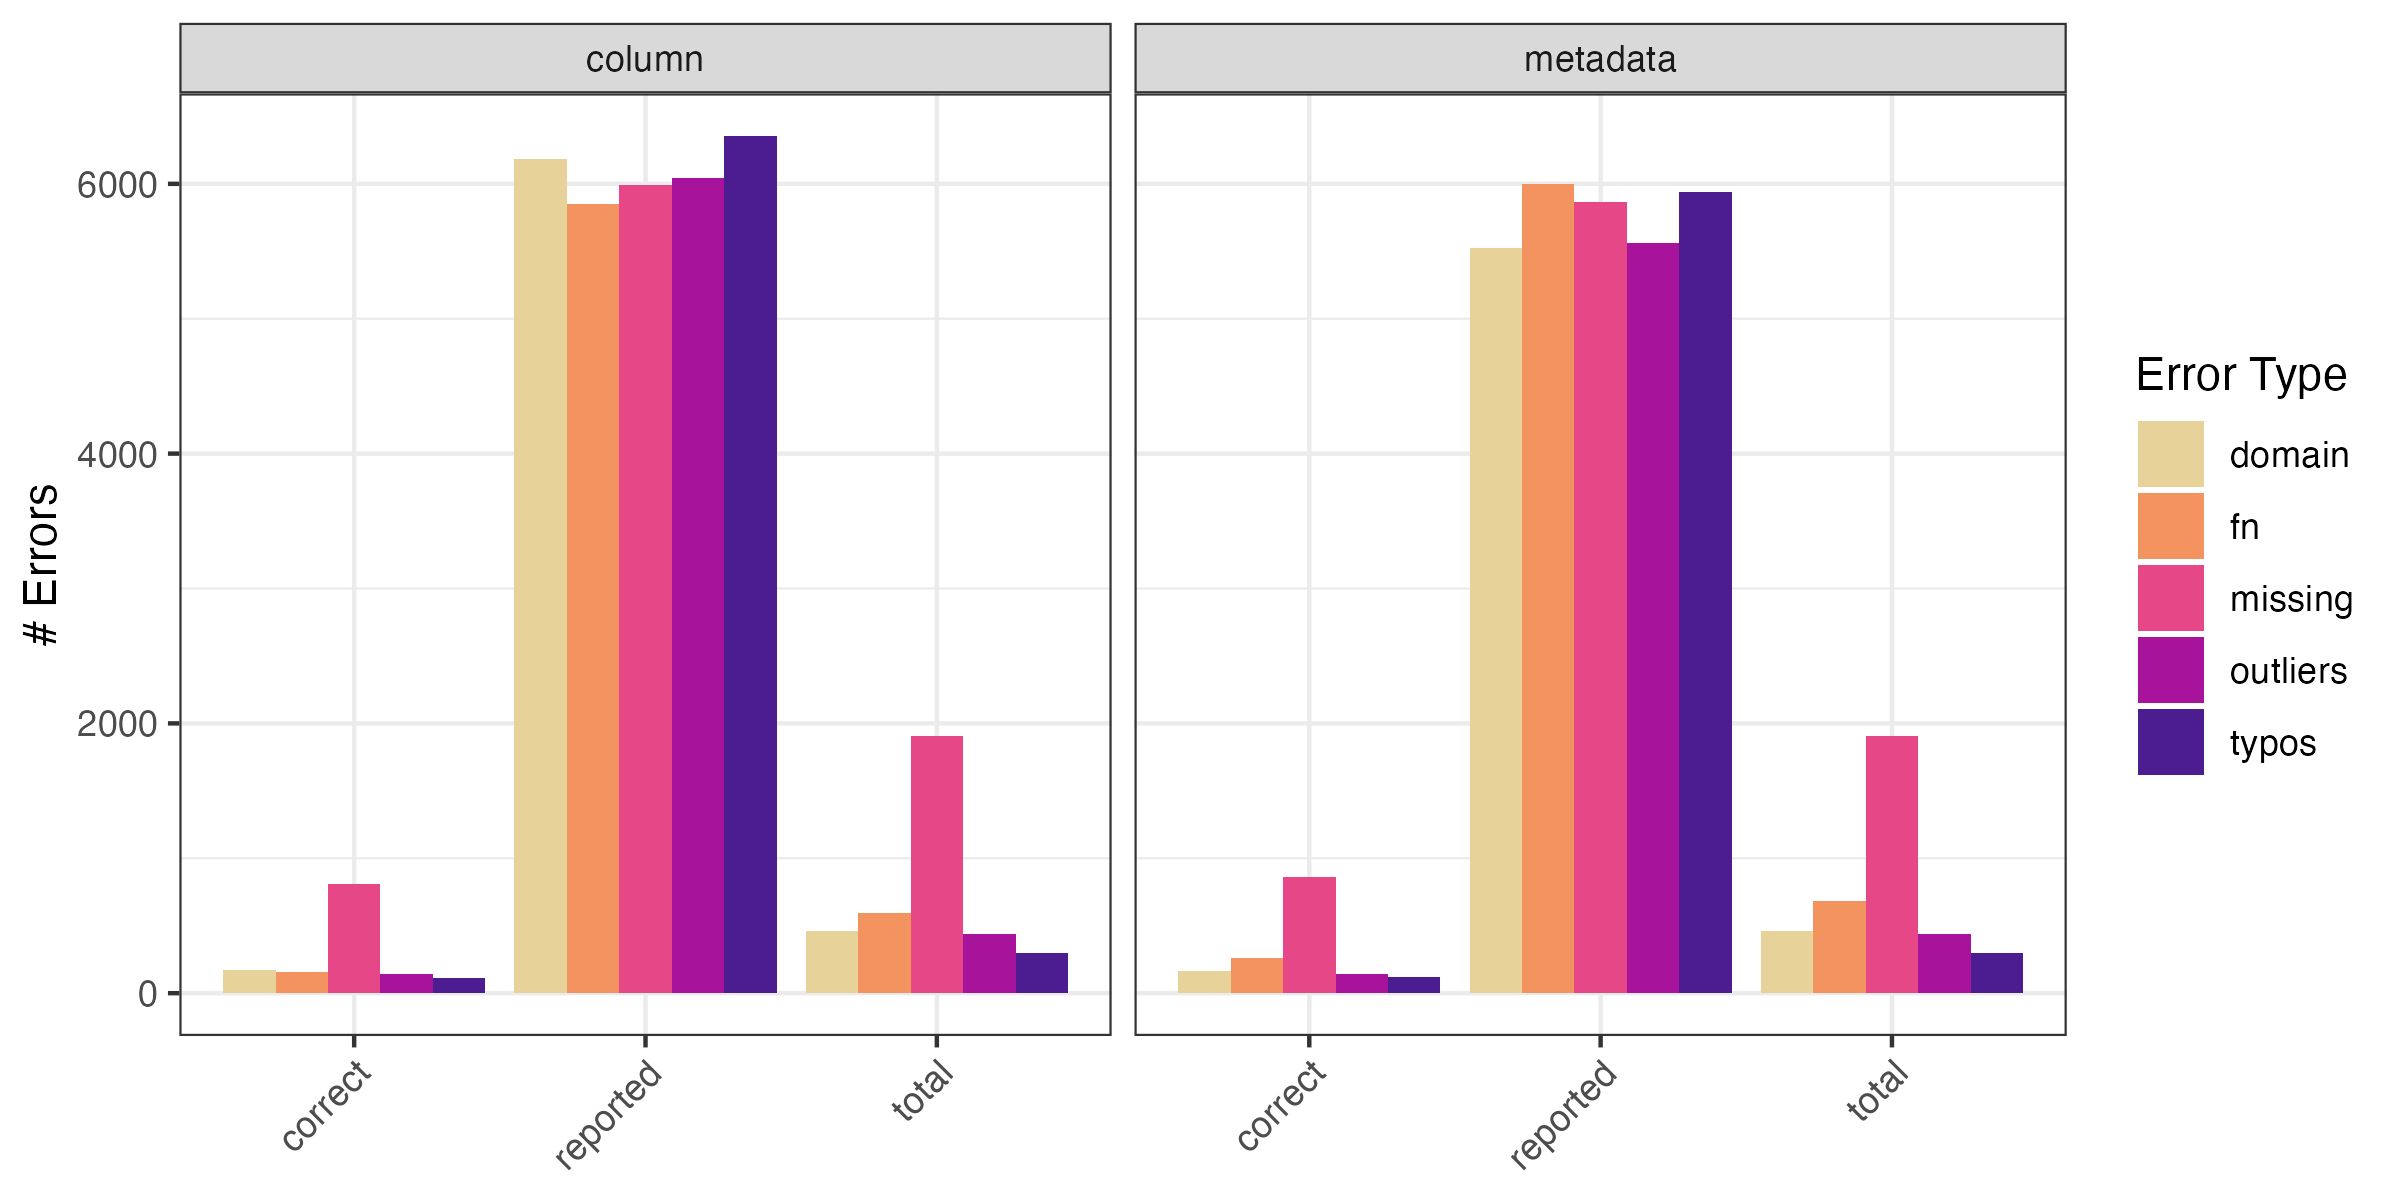 column
metadata
# Errors
6000
4000
2000
0
correct
reported
total
correct
reported
total
Error Type
domain
fn
missing
outliers
typos